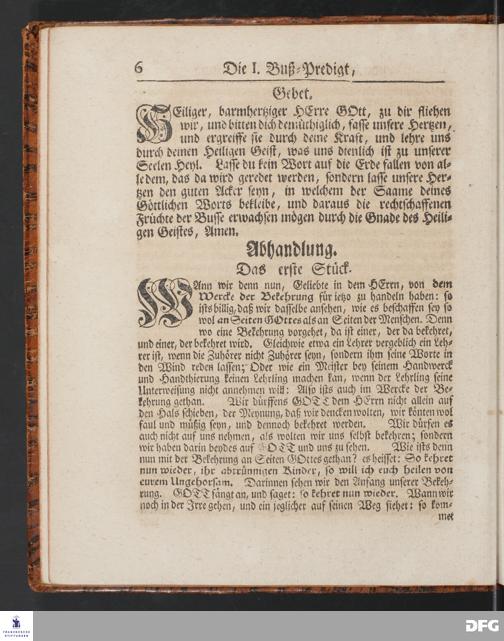 6 Die I. Buß-Predigt,
Gebet.
HEiliger, barmhertziger HErre GOtt, zu dir fliehen
wir, und bitten dich demüthiglich, fasse unsere Hertzen,
und ergreiffe sie durch deine Kraft, und lehre uns
durch deinen Heiligen Geist, was uns dienlich ist zu unserer
Seelen Heyl. Lasse du kein Wort auf die Erde fallen von al-
le dem, das da wird geredet werden, sondern lasse unsere Her-
tzen den guten Acker seyn, in welchem der Saame deines
Göttlichen Worts bekleibe, und daraus die rechtschaffenen
Früchte der Busse erwachsen mögen durch die Gnade des Heili-
gen Geistes, Amen.
Abhandlung.
Das erste Stück.
WAnn wir denn nun, Geliebte in dem HErrn, von dem
Wercke der Bekehrung für ietzo zu handeln haben: so
ists billig, daß wir dasselbe ansehen, wie es beschaffen sey so
wol an Seiten GOttes als an Seiten der Menschen. Denn
wo eine Bekehrung vorgehet, da ist einer, der da bekehret,
und einer, der bekehret wird. Gleichwie etwa ein Lehrer vergeblich ein Leh-
rer ist, wenn die Zuhörer nicht Zuhörer seyn, sondern ihm seine Worte in
den Wind reden lassen; Oder wie ein Meister bey seinem Handwerck
und Handthierung keinen Lehrling machen kan, wenn der Lehrling seine
Unterweisung nicht annehmen will: Also ists auch im Wercke der Be-
kehrung gethan. Wir dürffens GOTT dem HErrn nicht allein auf
den Hals schieben, der Meynung, daß wir dencken wolten, wir könten wol
faul und müßig seyn, und dennoch bekehret werden. Wir dürfen es
auch nicht auf uns nehmen, als wolten wir uns selbst bekehren; sondern
wir haben darin beydes auf GOTT und uns zu sehen. Wie ists denn
nun mit der Bekehrung an Seiten GOttes gethan? es heisset: So kehret
nun wieder, ihr abtrünnigen Kinder, so will ich euch heilen von
eurem Ungehorsam. Darinnen sehen wir den Anfang unserer Bekeh-
rung. GOTT fängt an, und saget: so kehret nun wieder. Wann wir
noch in der Irre gehen, und ein jeglicher auf seinen Weg siehet: so kom-
met
FRANCKESCHE
STIFTUNGEN
DFG